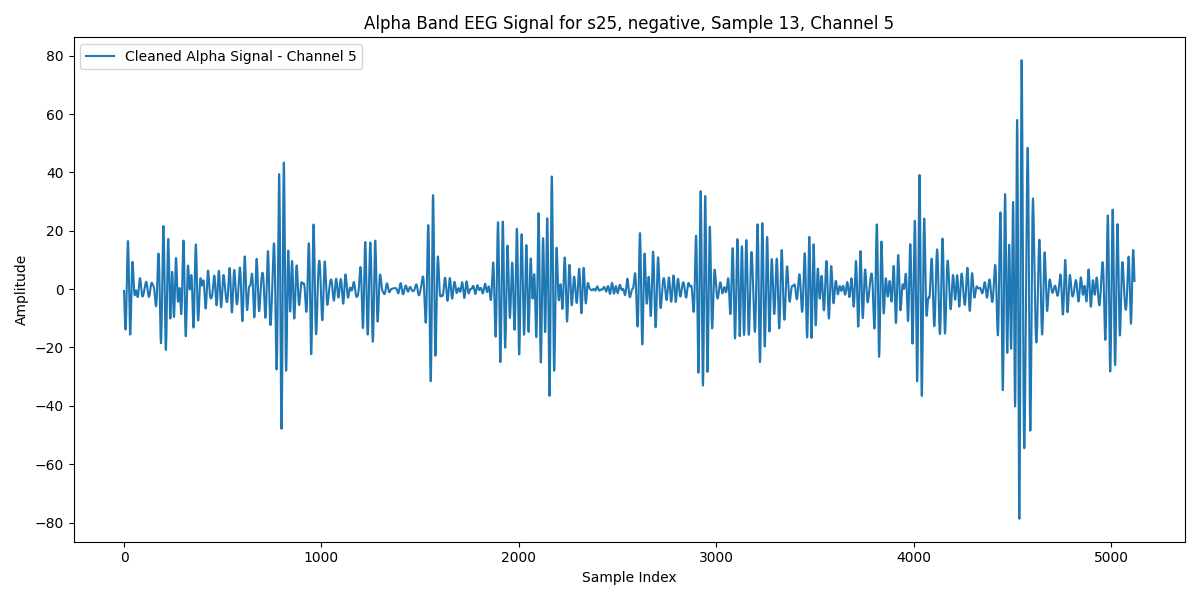 Alpha Band EEG Signal for s25, negative, Sample 13, Channel 5
Cleaned Alpha Signal - Channel 5
Amplitude
80
60
40
20
0
−20
−40
−60
−80
0 1000 2000 3000 4000 5000
Sample Index